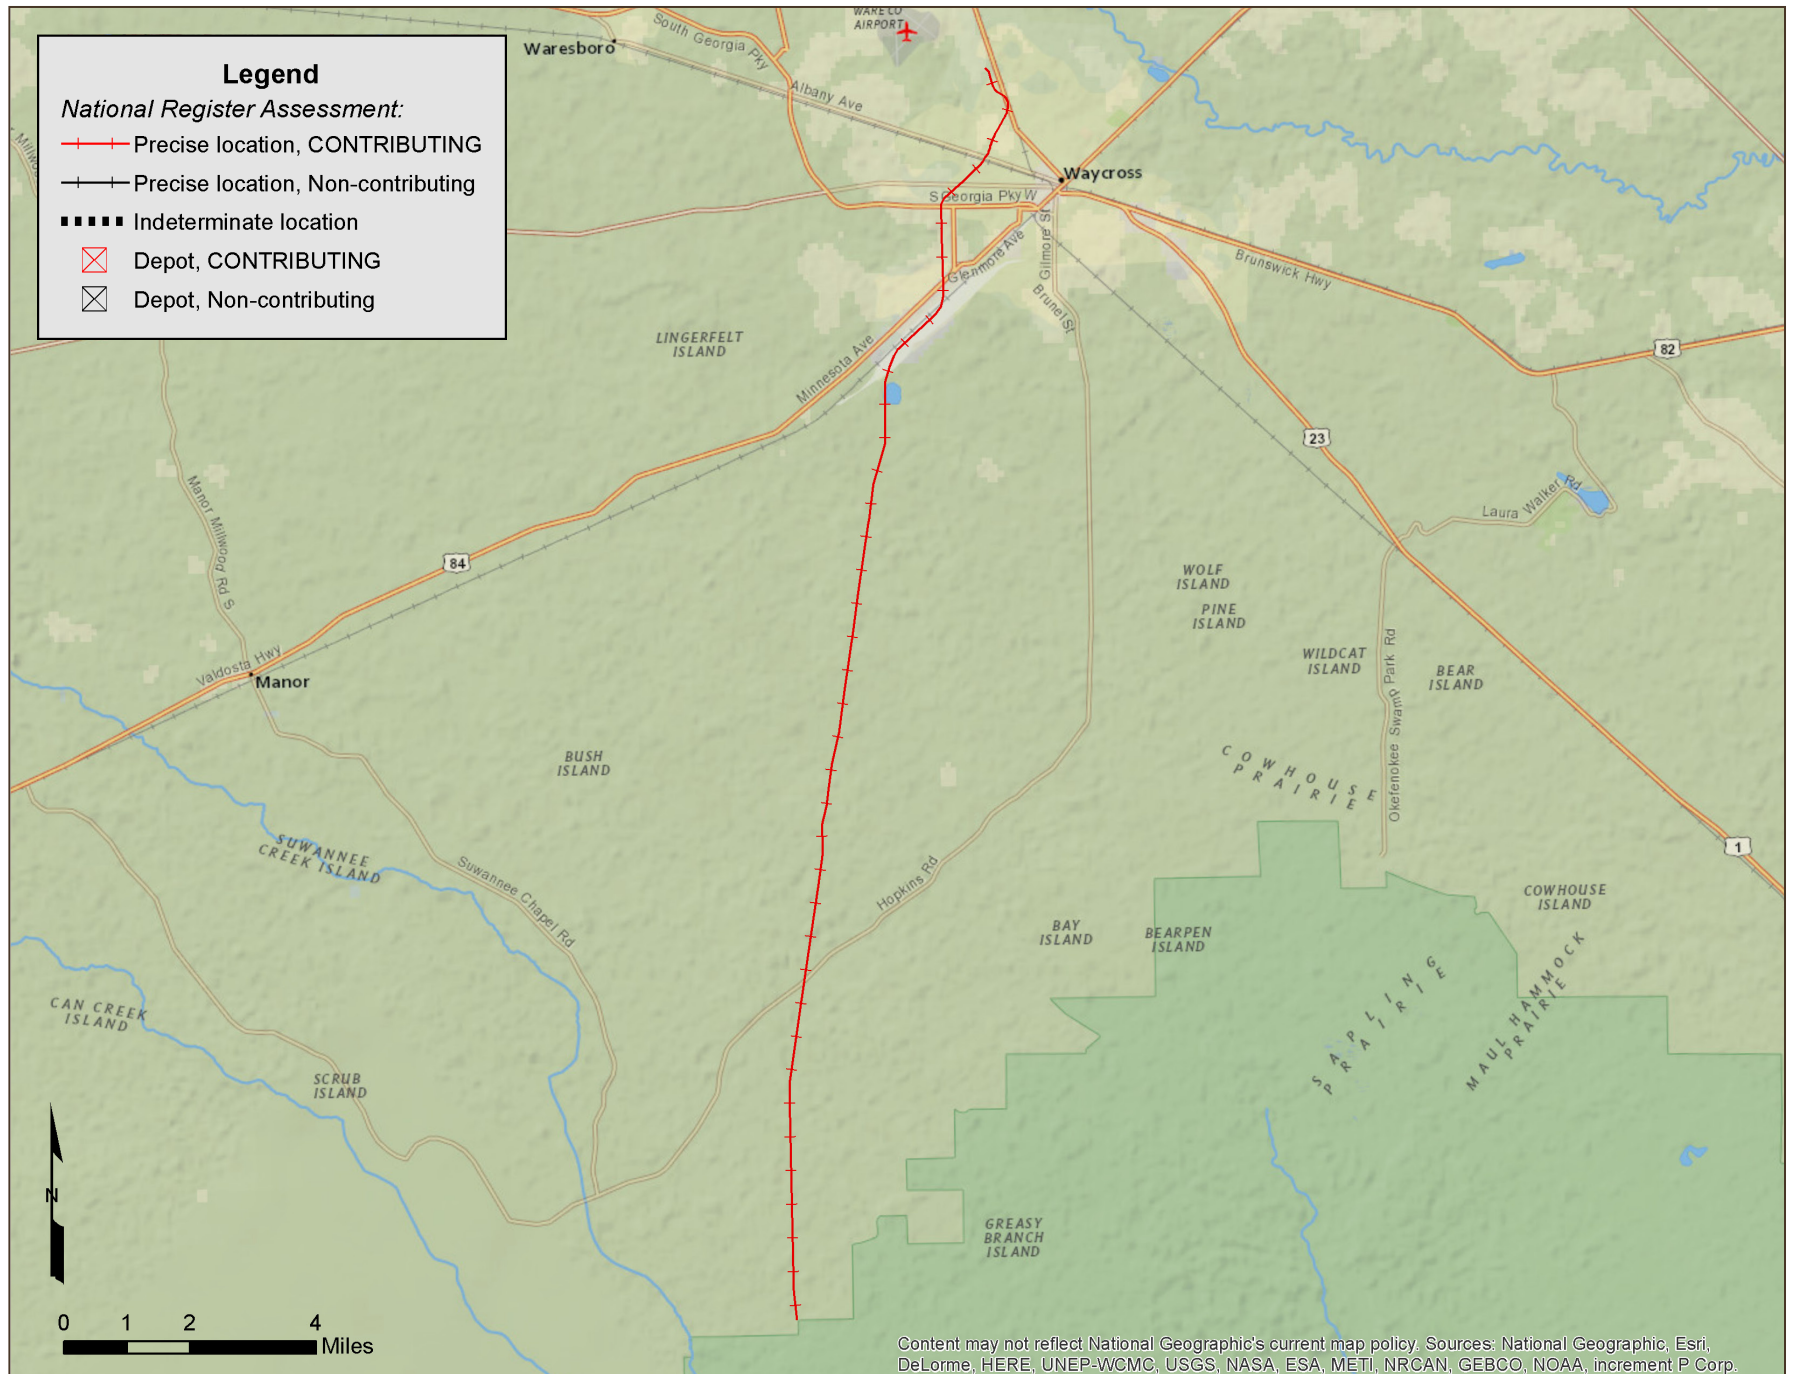 WARE CO
AIRPORT
Waresboro
South Georgia Pky
Albany Ave
Legend
National Register Assessment:
Precise location, CONTRIBUTING
Precise location, Non-contributing
Indeterminate location
Depot, CONTRIBUTING
Depot, Non-contributing
Waycross
S Georgia Pky W
Gilmore St
Glenmore Ave
Brunel St
Brunswick Hwy
82
LINGERFELT
ISLAND
Minnesota Ave
23
Manor Millwood Rd S
Laura Walker Rd
84
WOLF
ISLAND
PINE
ISLAND
WILDCAT
ISLAND
Okefenokee Swamp Park Rd
BEAR
ISLAND
Valdosta Hwy
Manor
BUSH
ISLAND
COWHOUSE
PRAIRIE
1
SUWANNEE
CREEK ISLAND
Suwannee Chapel Rd
Hopkins Rd
COWHOUSE
ISLAND
BAY
ISLAND
BEARPEN
ISLAND
SAPLING
PRAIRIE
MAUL HAMMOCK
PRAIRIE
CAN CREEK
ISLAND
SCRUB
ISLAND
N
GREASY
BRANCH
ISLAND
0 1 2 4
Miles
Content may not reflect National Geographic's current map policy. Sources: National Geographic, Esri,
DeLorme, HERE, UNEP-WCMC, USGS, NASA, ESA, METI, NRCAN, GEBCO, NOAA, increment P Corp.